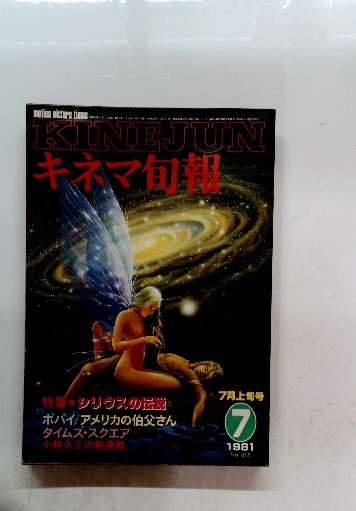 motion picture times
KINEJUN
キネマ旬報
特集■シリウスの伝説
ポパイ/アメリカの伯父さん
タイムズ・スクエア
小林久三の新連載
7月上旬号
7
1981